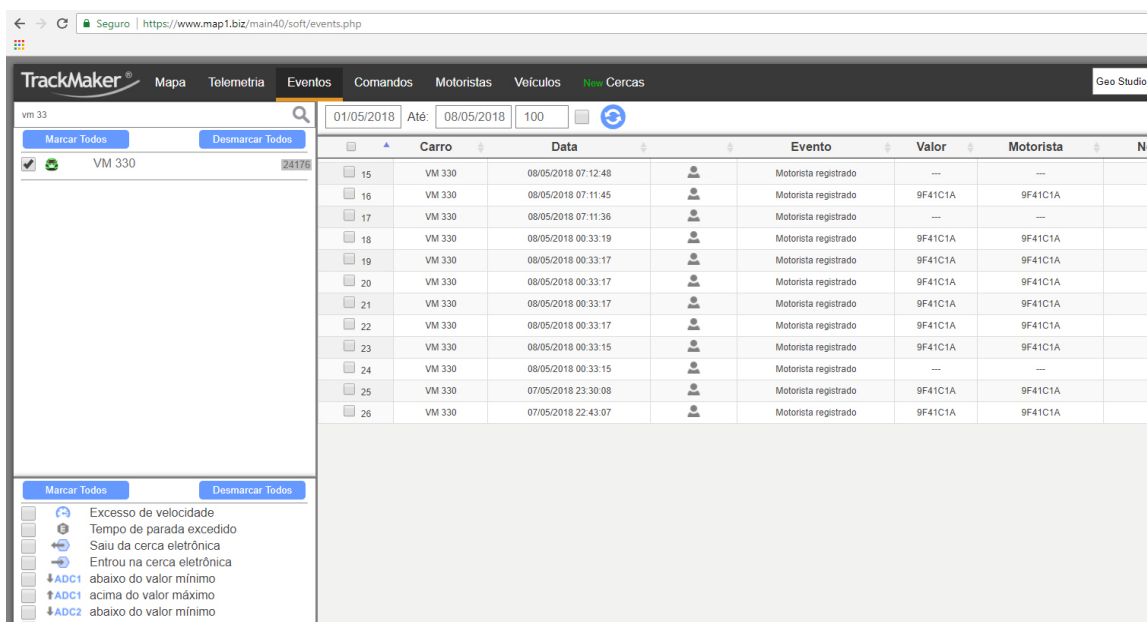 Seguro | https://www.map1.biz/main40/soft/events.php
TrackMaker ® Mapa Telemetria Eventos Comandos Motoristas Veículos New Cercas Geo Studio
vm 33 01/05/2018 Até: 08/05/2018 100
Marcar Todos Desmarcar Todos
Carro Data Evento Valor Motorista
VM 330 24176
15 VM 330 08/05/2018 07:12:48 Motorista registrado --- ---
16 VM 330 08/05/2018 07:11:45 Motorista registrado 9F41C1A 9F41C1A
17 VM 330 08/05/2018 07:11:36 Motorista registrado --- ---
18 VM 330 08/05/2018 00:33:19 Motorista registrado 9F41C1A 9F41C1A
19 VM 330 08/05/2018 00:33:17 Motorista registrado 9F41C1A 9F41C1A
20 VM 330 08/05/2018 00:33:17 Motorista registrado 9F41C1A 9F41C1A
21 VM 330 08/05/2018 00:33:17 Motorista registrado 9F41C1A 9F41C1A
22 VM 330 08/05/2018 00:33:17 Motorista registrado 9F41C1A 9F41C1A
23 VM 330 08/05/2018 00:33:15 Motorista registrado 9F41C1A 9F41C1A
24 VM 330 08/05/2018 00:33:15 Motorista registrado --- ---
25 VM 330 07/05/2018 23:30:08 Motorista registrado 9F41C1A 9F41C1A
26 VM 330 07/05/2018 22:43:07 Motorista registrado 9F41C1A 9F41C1A
Marcar Todos Desmarcar Todos
Excesso de velocidade
Tempo de parada excedido
Saiu da cerca eletrônica
Entrou na cerca eletrônica
ADC1 abaixo do valor mínimo
ADC1 acima do valor máximo
ADC2 abaixo do valor mínimo